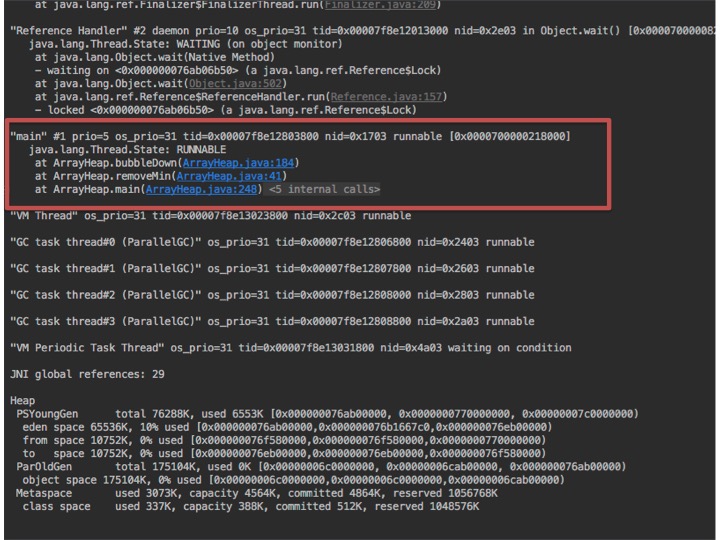 at java.lang.ref.Finalizer$FinalizerThread.run(Finalizer.java:209)
"Reference Handler" #2 daemon prio=10 os_prio=31 tid=0x00007f8e12013000 nid=0x2e03 in Object.wait() [0x000070000082
java.lang.Thread.State: WAITING (on object monitor)
at java.lang.Object.wait(Native Method)
- waiting on <0x000000076ab06b50> (a java.lang.ref.Reference$Lock)
at java.lang.Object.wait(Object.java:502)
at java.lang.ref.Reference$ReferenceHandler.run(Reference.java:157)
- locked <0x000000076ab06b50> (a java.lang.ref.Reference$Lock)
"main" #1 prio=5 os_prio=31 tid=0x00007f8e12803800 nid=0x1703 runnable [0x0000700000218000]
java.lang.Thread.State: RUNNABLE
at ArrayHeap.bubbleDown(ArrayHeap.java:184)
at ArrayHeap.removeMin(ArrayHeap.java:41)
at ArrayHeap.main(ArrayHeap.java:248) <5 internal calls>
"VM Thread" os_prio=31 tid=0x00007f8e13023800 nid=0x2c03 runnable
"GC task thread#0 (ParallelGC)" os_prio=31 tid=0x00007f8e12806800 nid=0x2403 runnable
"GC task thread#1 (ParallelGC)" os_prio=31 tid=0x00007f8e12807800 nid=0x2603 runnable
"GC task thread#2 (ParallelGC)" os_prio=31 tid=0x00007f8e12808000 nid=0x2803 runnable
"GC task thread#3 (ParallelGC)" os_prio=31 tid=0x00007f8e12808800 nid=0x2a03 runnable
"VM Periodic Task Thread" os_prio=31 tid=0x00007f8e13031800 nid=0x4a03 waiting on condition
JNI global references: 29
Heap
PSYoungGen total 76288K, used 6553K [0x000000076ab00000, 0x0000000770000000, 0x00000007c0000000)
eden space 65536K, 10% used [0x000000076ab00000,0x000000076b1667c0,0x000000076eb00000)
from space 10752K, 0% used [0x000000076f580000,0x000000076f580000,0x0000000770000000)
to space 10752K, 0% used [0x000000076eb00000,0x000000076eb00000,0x000000076f580000)
ParOldGen total 175104K, used 0K [0x00000006c0000000, 0x00000006cab00000, 0x000000076ab00000)
object space 175104K, 0% used [0x00000006c0000000,0x00000006c0000000,0x00000006cab00000)
Metaspace used 3073K, capacity 4564K, committed 4864K, reserved 1056768K
class space used 337K, capacity 388K, committed 512K, reserved 1048576K